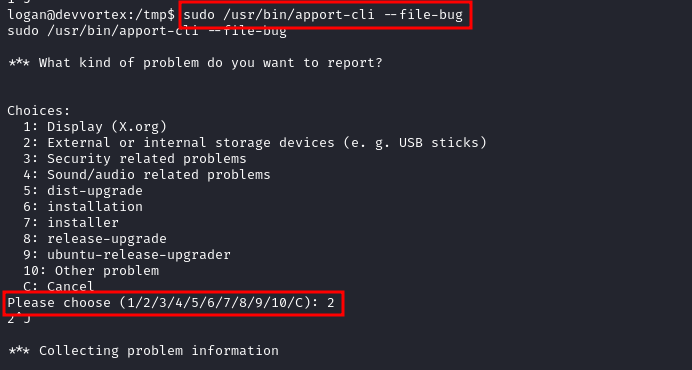 logan@devvortex:/tmp$ sudo /usr/bin/apport-cli --file-bug
sudo /usr/bin/apport-cli --file-bug
*** What kind of problem do you want to report?
Choices:
1: Display (X.org)
2: External or internal storage devices (e. g. USB sticks)
3: Security related problems
4: Sound/audio related problems
5: dist-upgrade
6: installation
7: installer
8: release-upgrade
9: ubuntu-release-upgrader
10: Other problem
C: Cancel
Please choose (1/2/3/4/5/6/7/8/9/10/C): 2
2^J
*** Collecting problem information